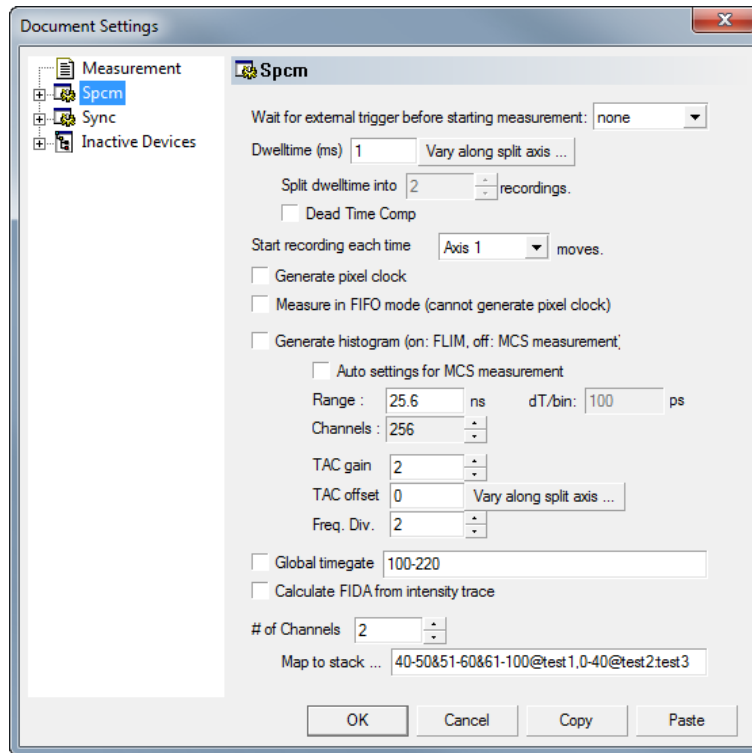 Document Settings
x
Measurement
Spcm
Sync
Inactive Devices
Spcm
Wait for external trigger before starting measurement: none
Dwelltime (ms) 1 Vary along split axis ...
Split dwelltime into 2 recordings.
Dead Time Comp
Start recording each time Axis 1 moves.
Generate pixel clock
Measure in FIFO mode (cannot generate pixel clock)
Generate histogram (on: FLIM, off: MCS measurement)
Auto settings for MCS measurement
Range : 25.6 ns dT/bin: 100 ps
Channels : 256
TAC gain 2
TAC offset 0 Vary along split axis ...
Freq. Div. 2
Global timegate 100-220
Calculate FIDA from intensity trace
# of Channels 2
Map to stack ... 40-50&51-60&61-100@test1,0-40@test2:test3
OK Cancel Copy Paste